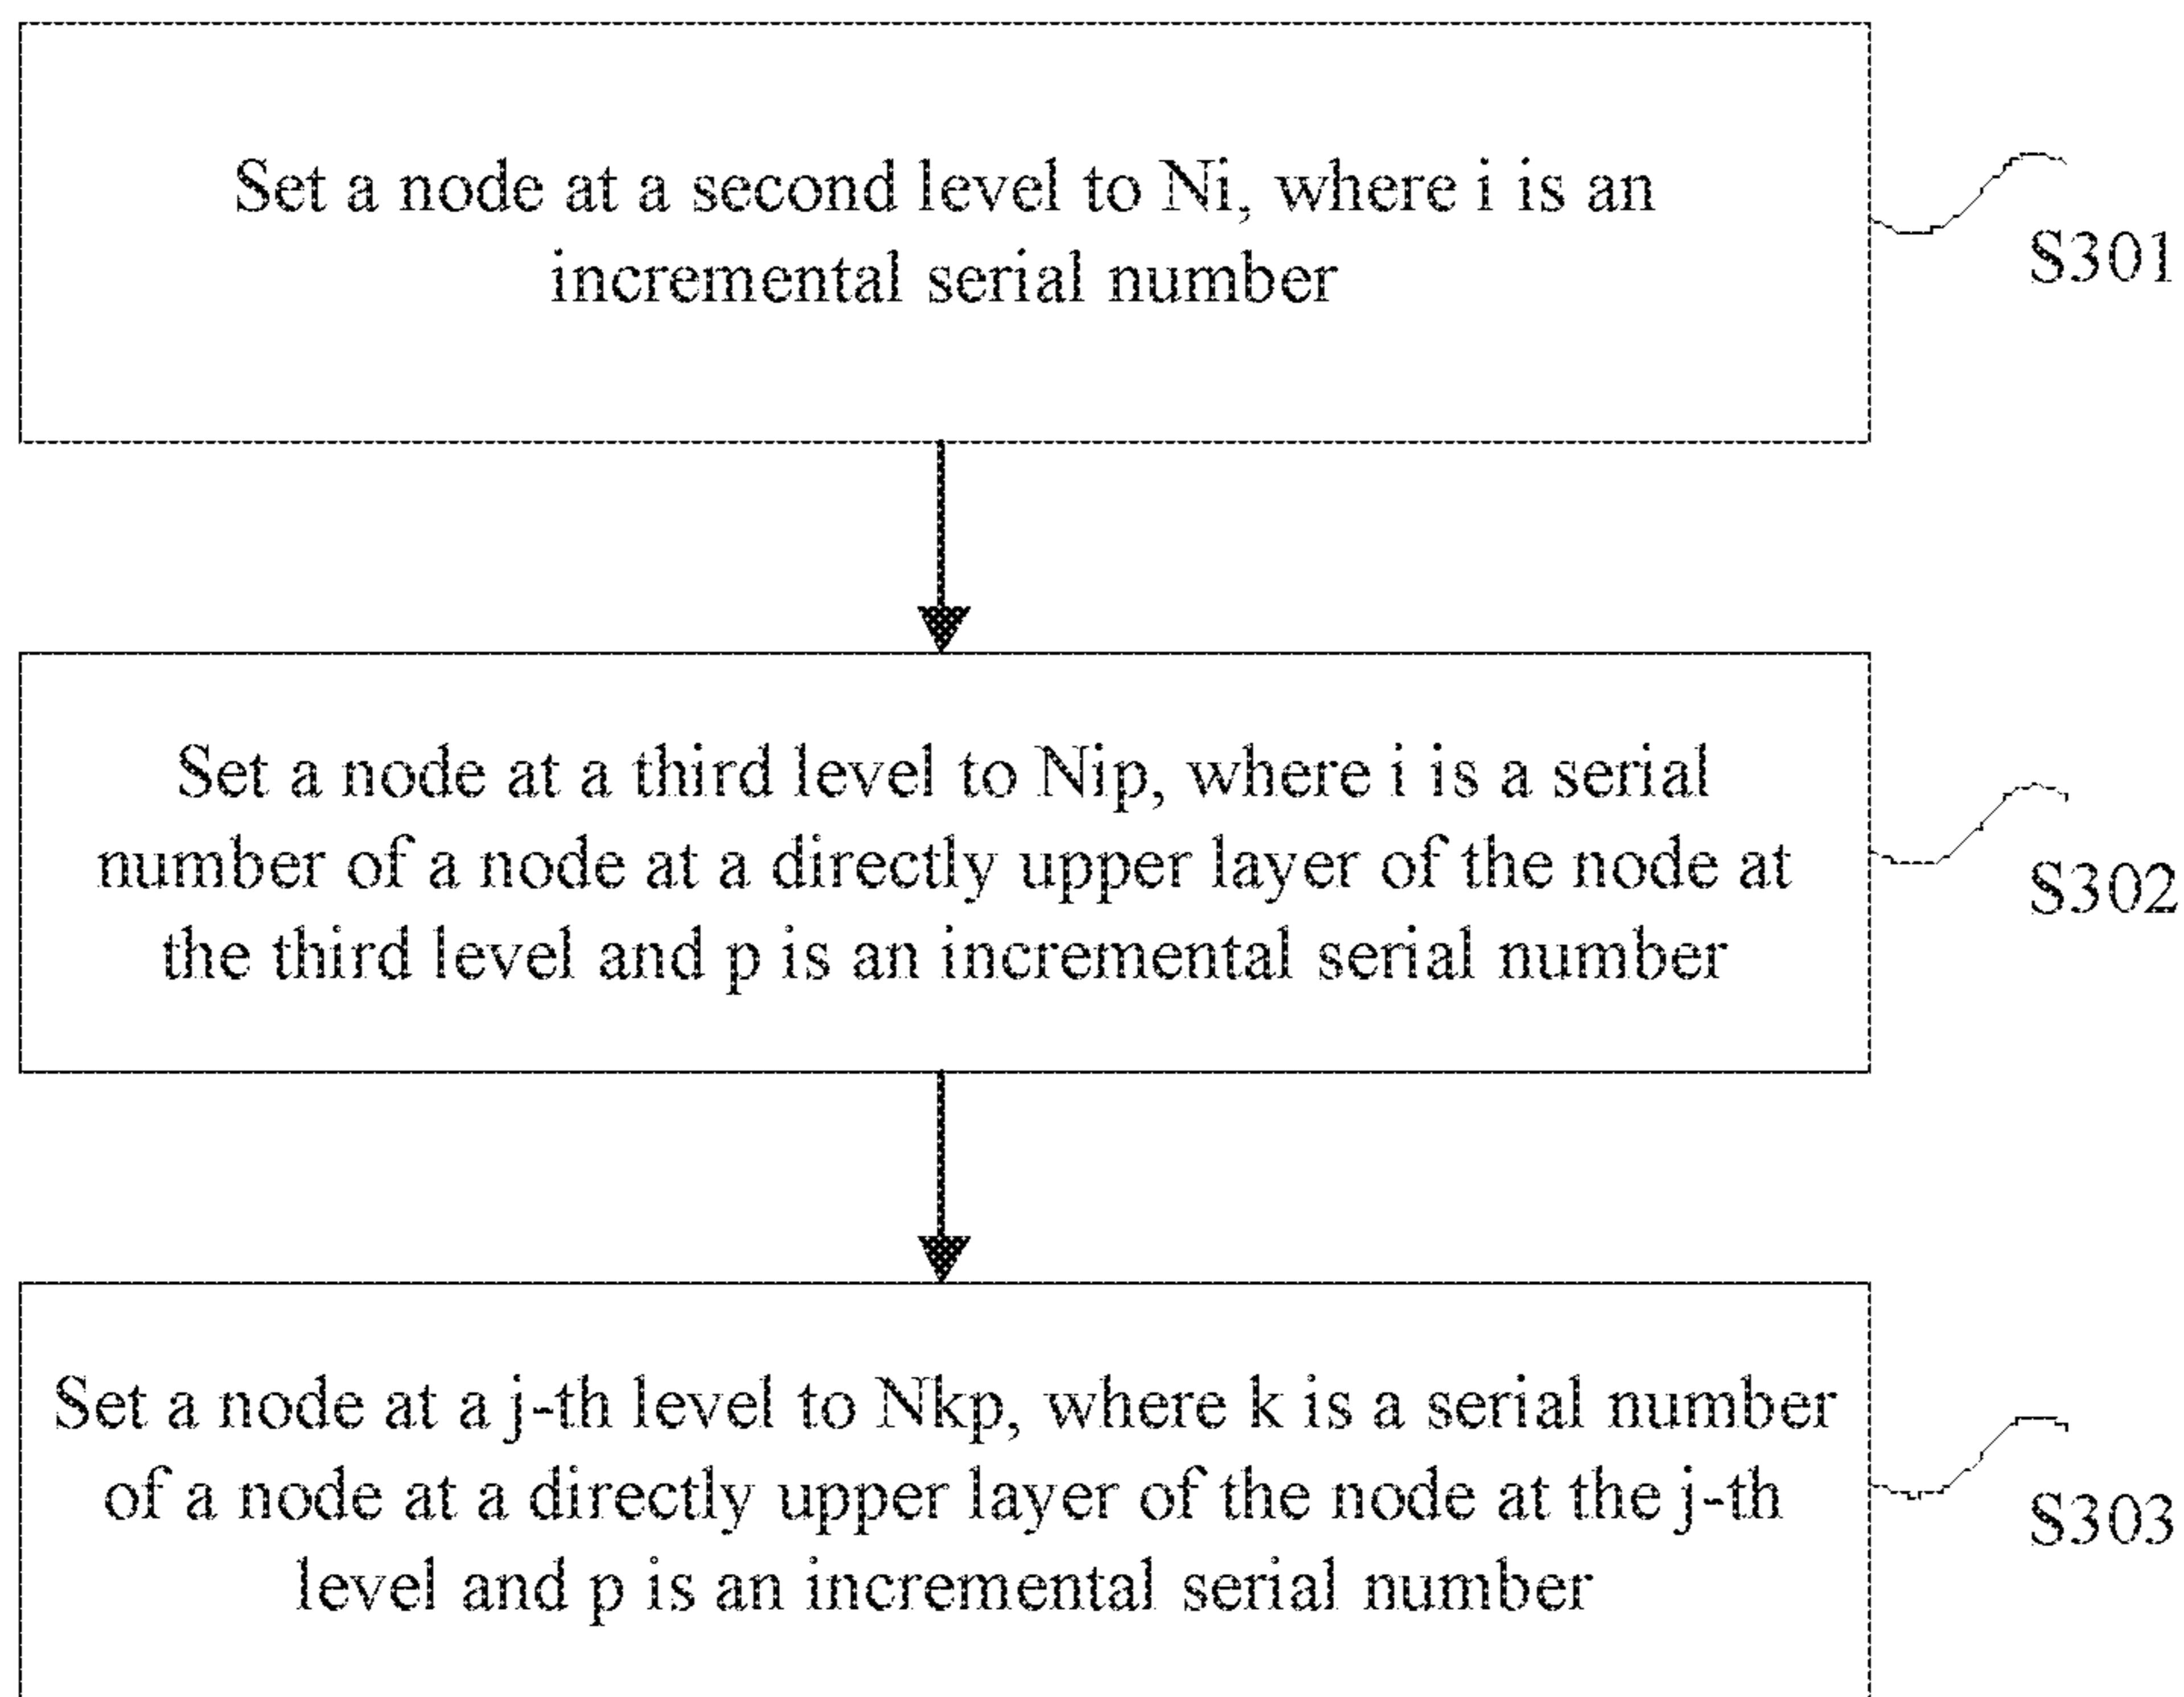 Set a node at a second level to Ni, where i is an
incremental serial number
S301
Set a node at a third level to Nip, where i is a serial
number of a node at a directly upper layer of the node at
the third level and p is an incremental serial number
S302
Set a node at a j-th level to Nkp, where k is a serial number
of a node at a directly upper layer of the node at the j-th
level and p is an incremental serial number
S303